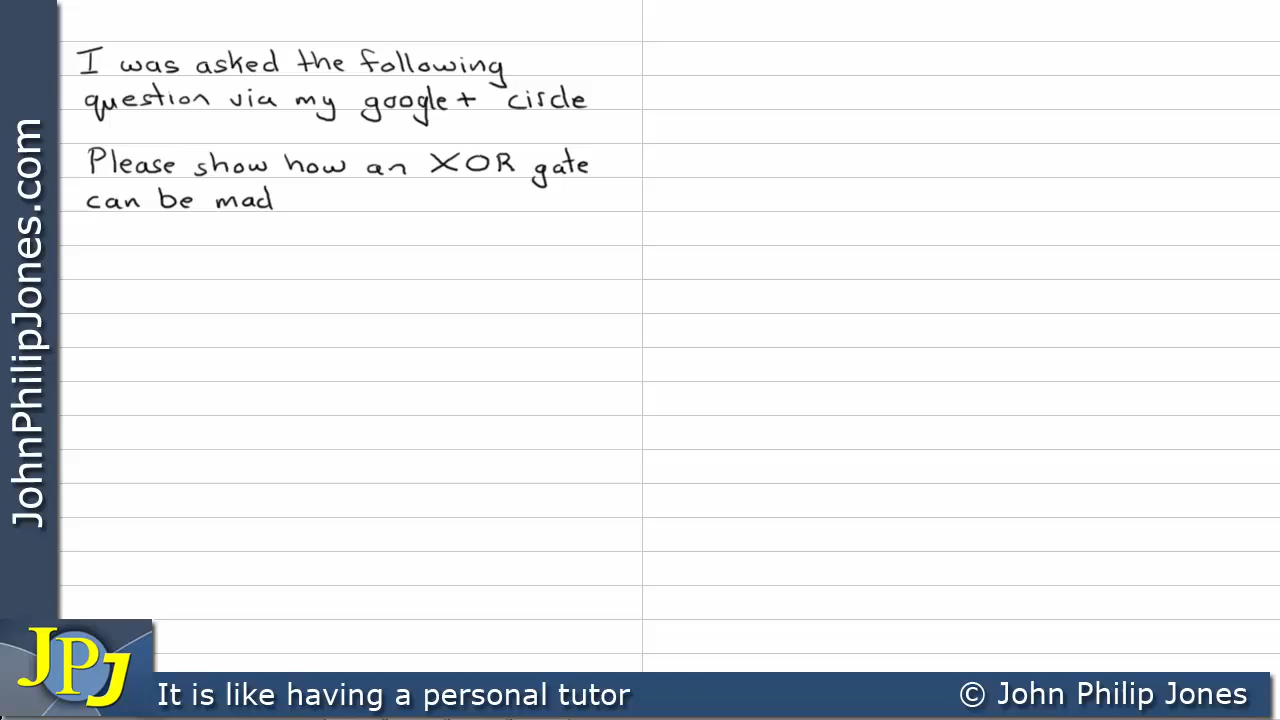 JohnPhilipJones.com
I was asked the following
question via my google+ circle
Please show how an XOR gate
can be mad
JPJ
It is like having a personal tutor
© John Philip Jones